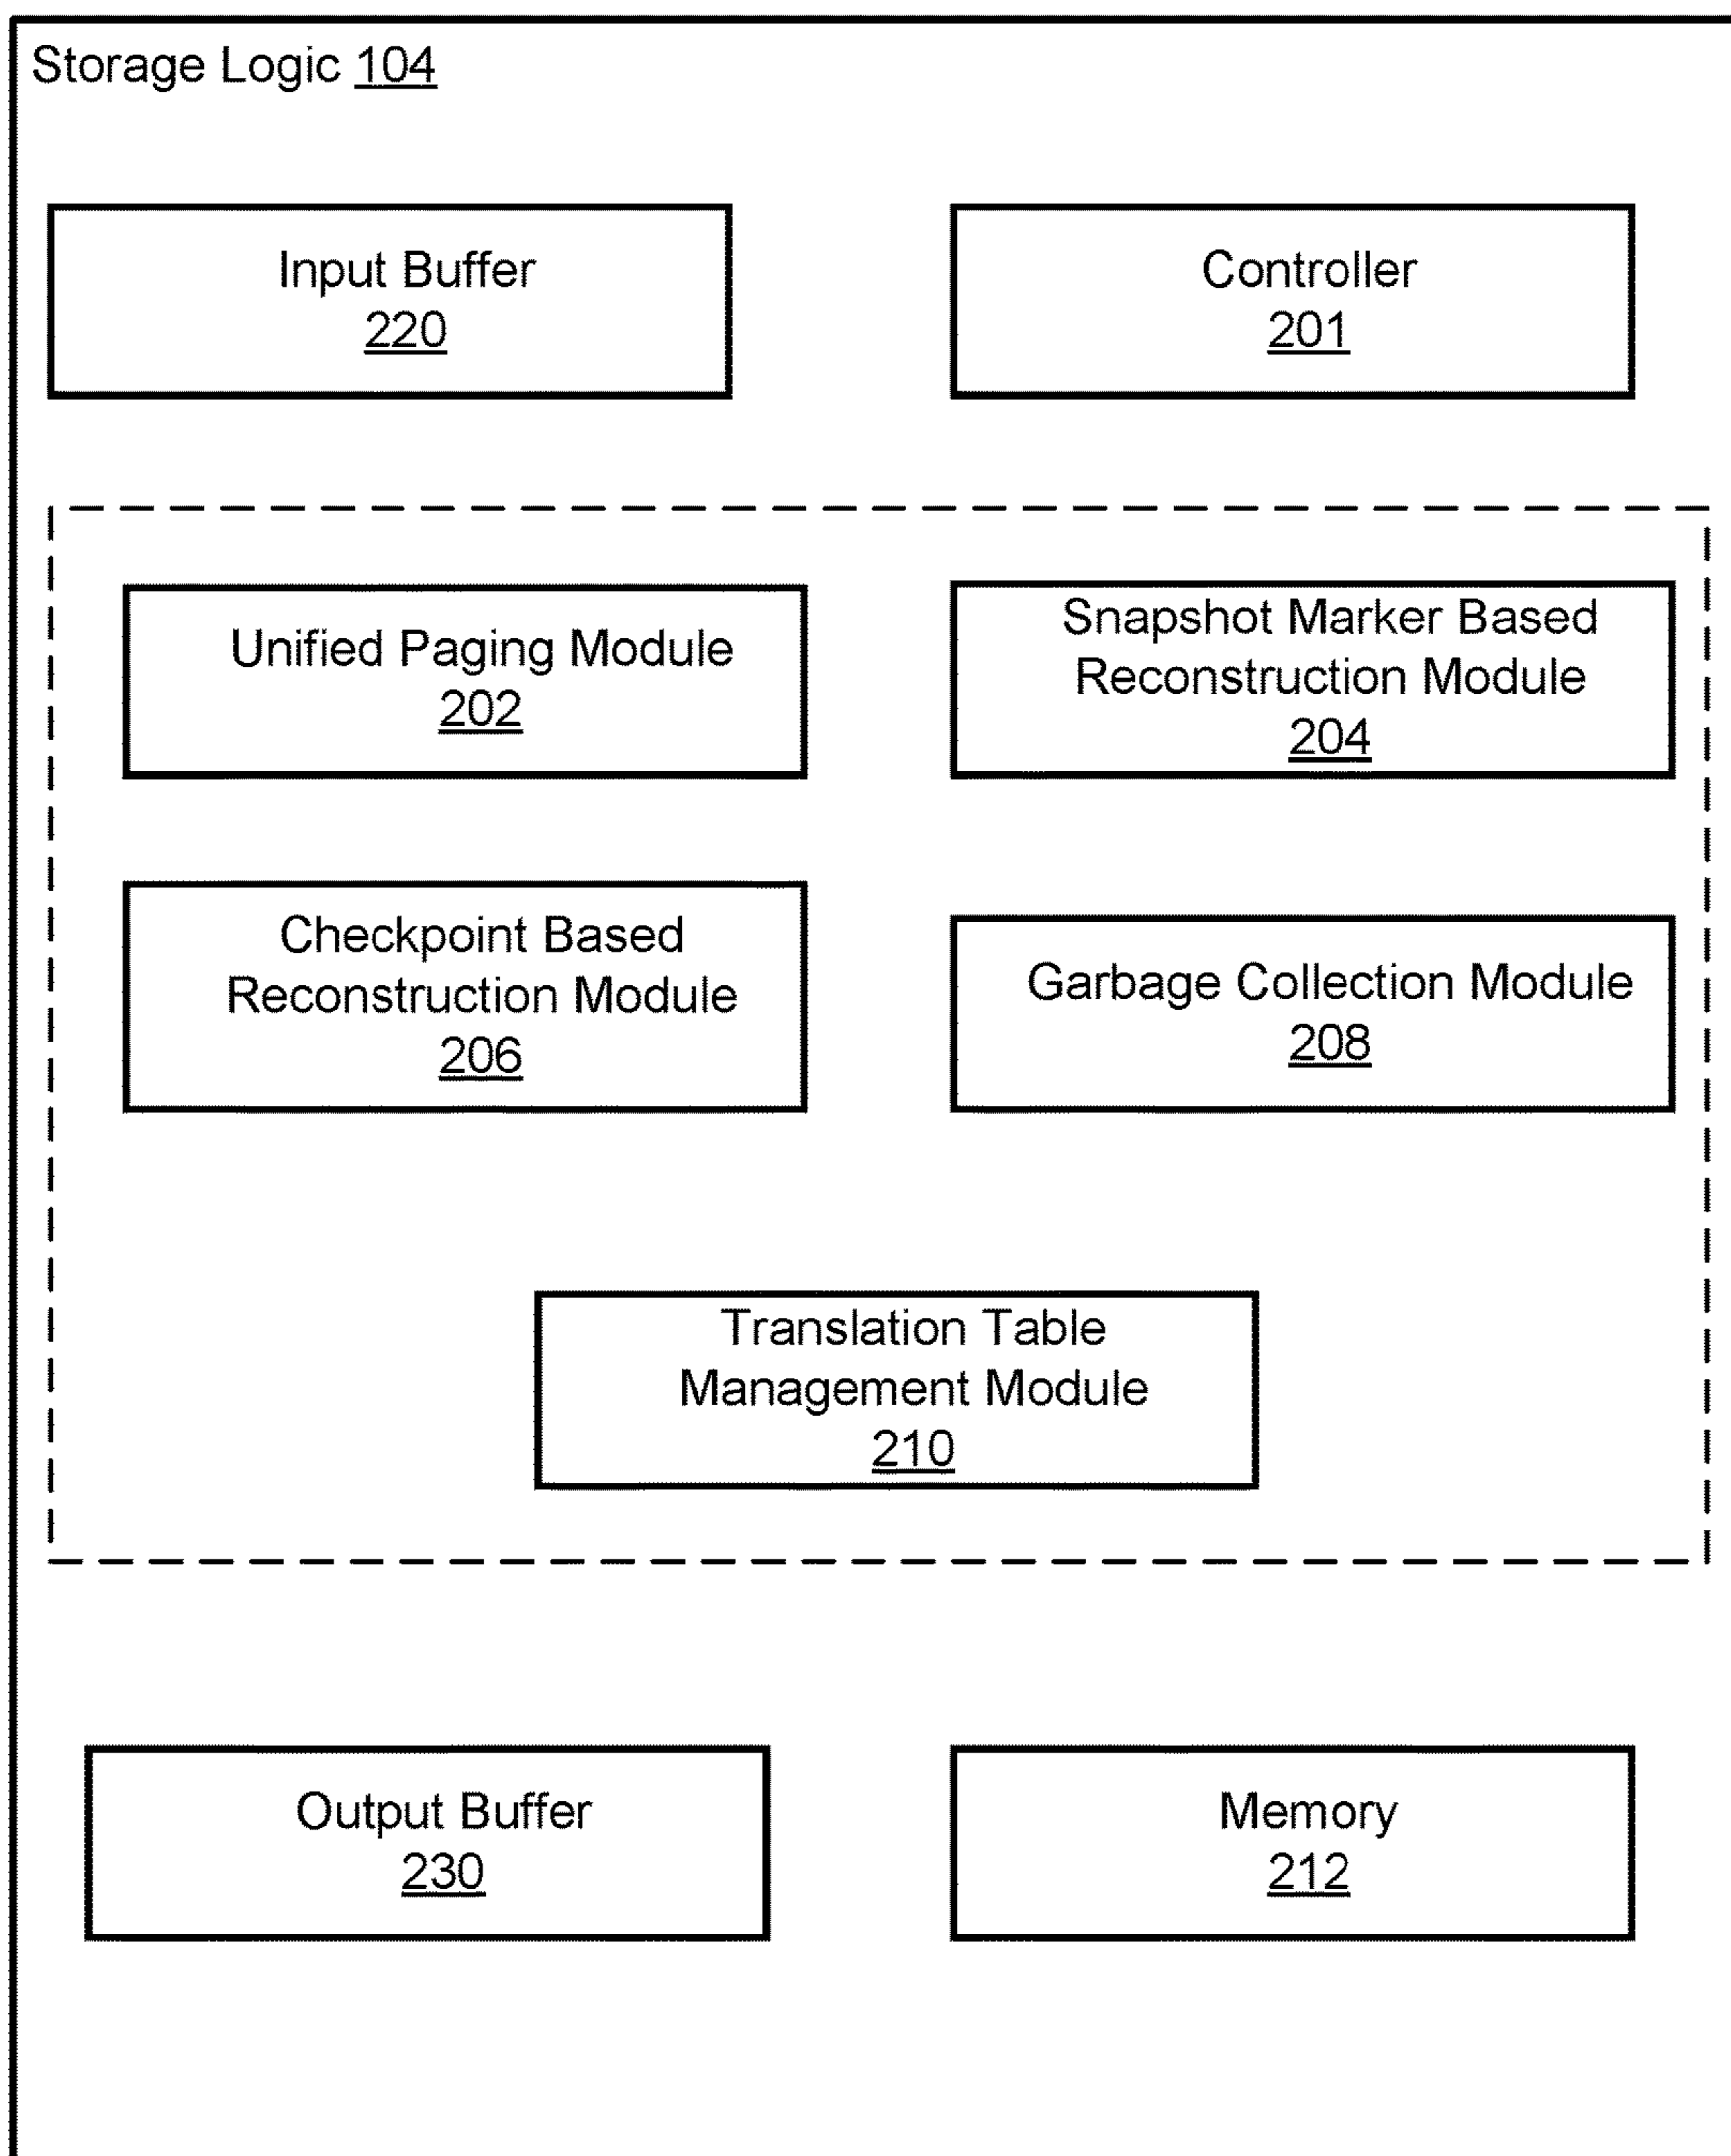 Storage Logic 104
Input Buffer
220
Controller
201
Unified Paging Module
202
Snapshot Marker Based
Reconstruction Module
204
Checkpoint Based
Reconstruction Module
206
Garbage Collection Module
208
Translation Table
Management Module
210
Output Buffer
230
Memory
212